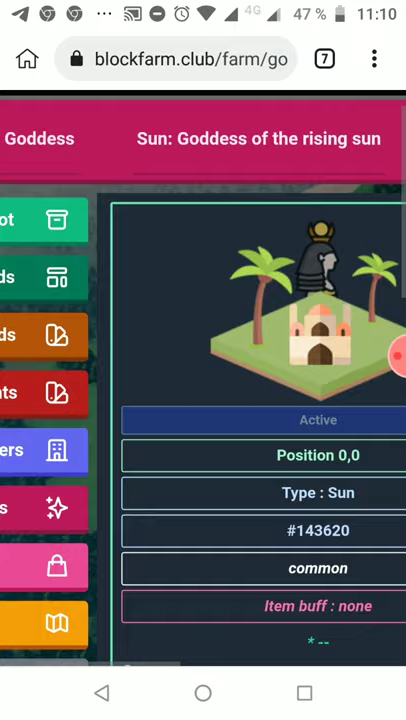 4G 47 % 11:10
blockfarm.club/farm/go
7
Goddess
Sun: Goddess of the rising sun
ot
ds
ds
nts
ers
s
Active
Position 0,0
Type : Sun
#143620
common
Item buff : none
* --